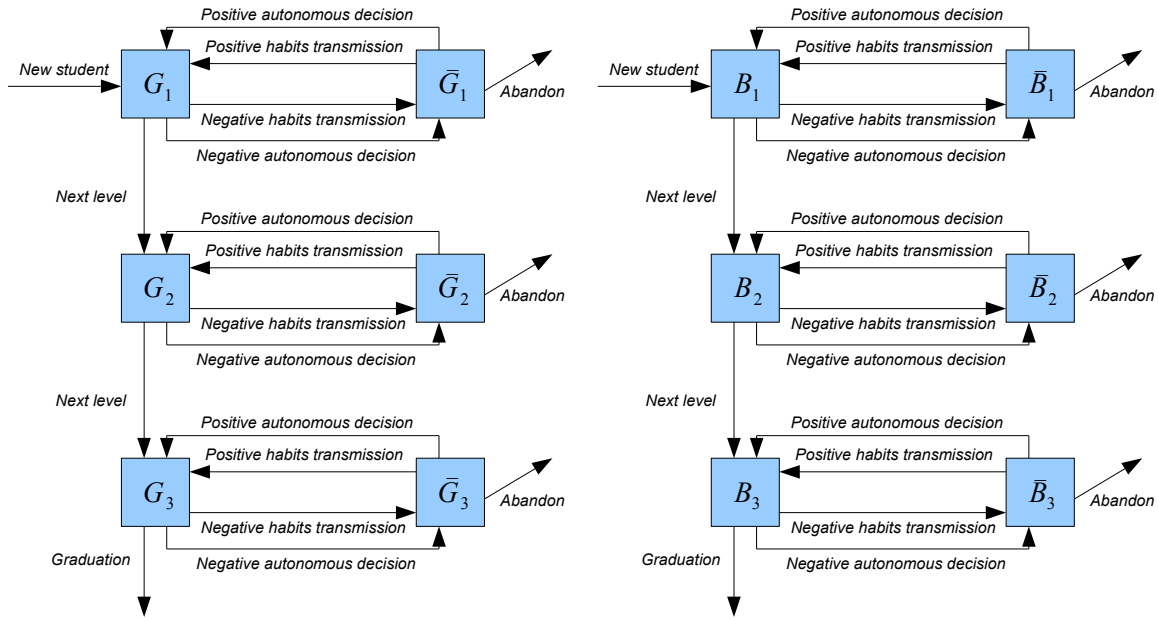 Positive autonomous decision
Positive habits transmission
New student
G₁
Ḡ₁
Abandon
Negative habits transmission
Negative autonomous decision
Next level
Positive autonomous decision
Positive habits transmission
G₂
Ḡ₂
Abandon
Negative habits transmission
Negative autonomous decision
Next level
Positive autonomous decision
Positive habits transmission
G₃
Ḡ₃
Abandon
Negative habits transmission
Negative autonomous decision
Graduation
Positive autonomous decision
Positive habits transmission
New student
B₁
B̄₁
Abandon
Negative habits transmission
Negative autonomous decision
Next level
Positive autonomous decision
Positive habits transmission
B₂
B̄₂
Abandon
Negative habits transmission
Negative autonomous decision
Next level
Positive autonomous decision
Positive habits transmission
B₃
B̄₃
Abandon
Negative habits transmission
Negative autonomous decision
Graduation